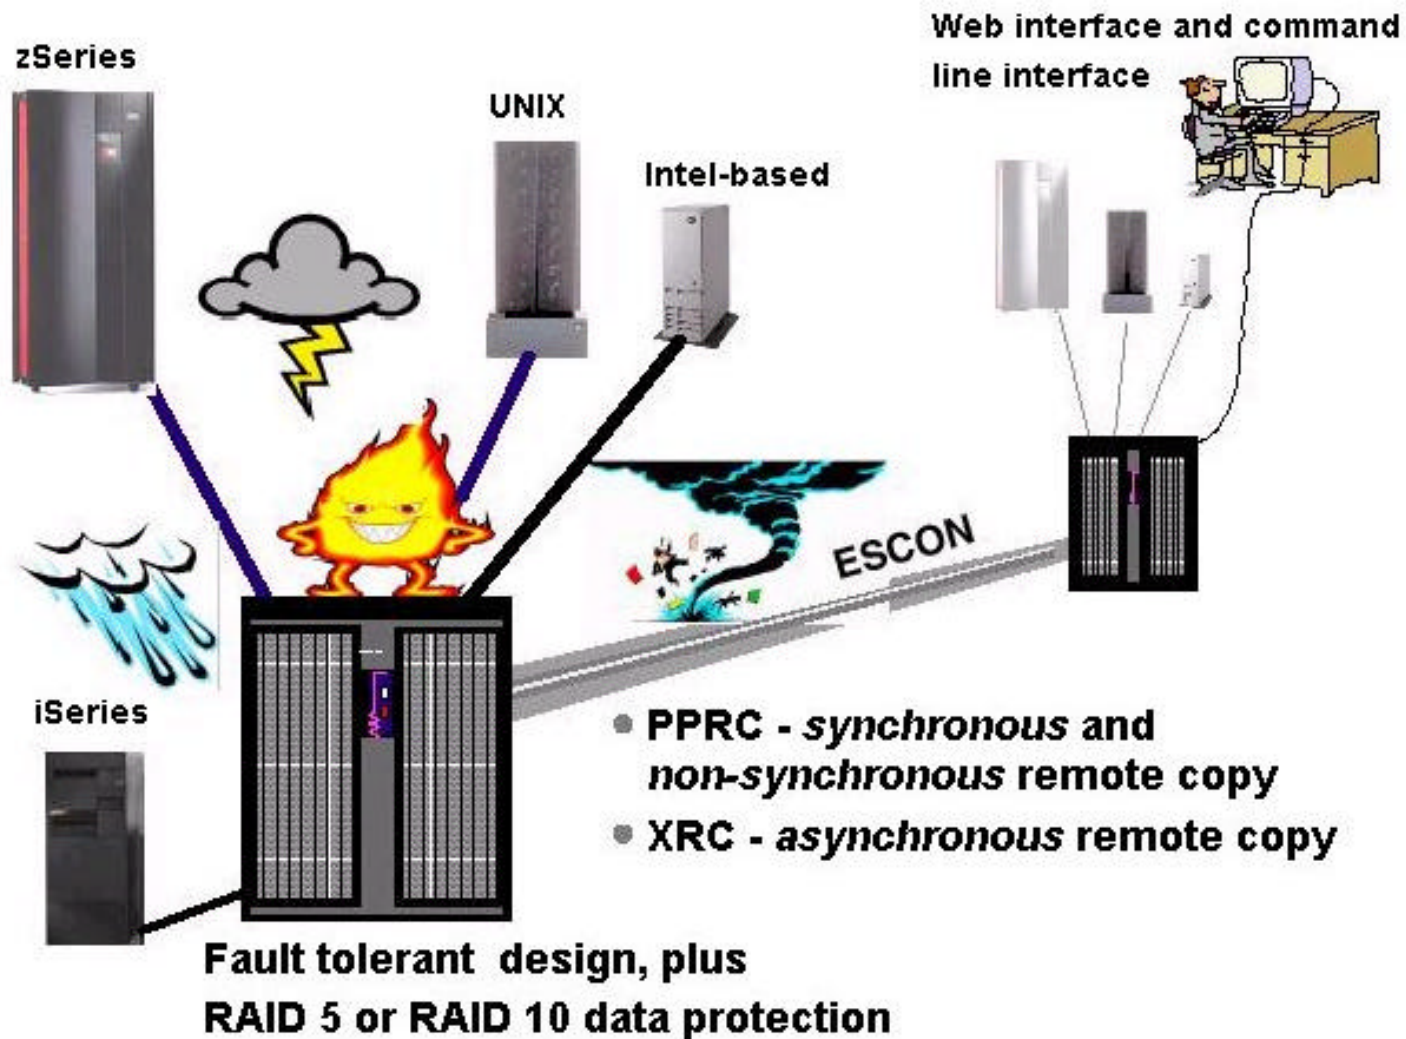 zSeries
UNIX
Intel-based
Web interface and command
line interface
ESCON
iSeries
PPRC - synchronous and
non-synchronous remote copy
XRC - asynchronous remote copy
Fault tolerant design, plus
RAID 5 or RAID 10 data protection